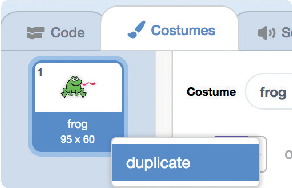 Code
Costumes
1
frog
95 x 60
Costume
frog
duplicate